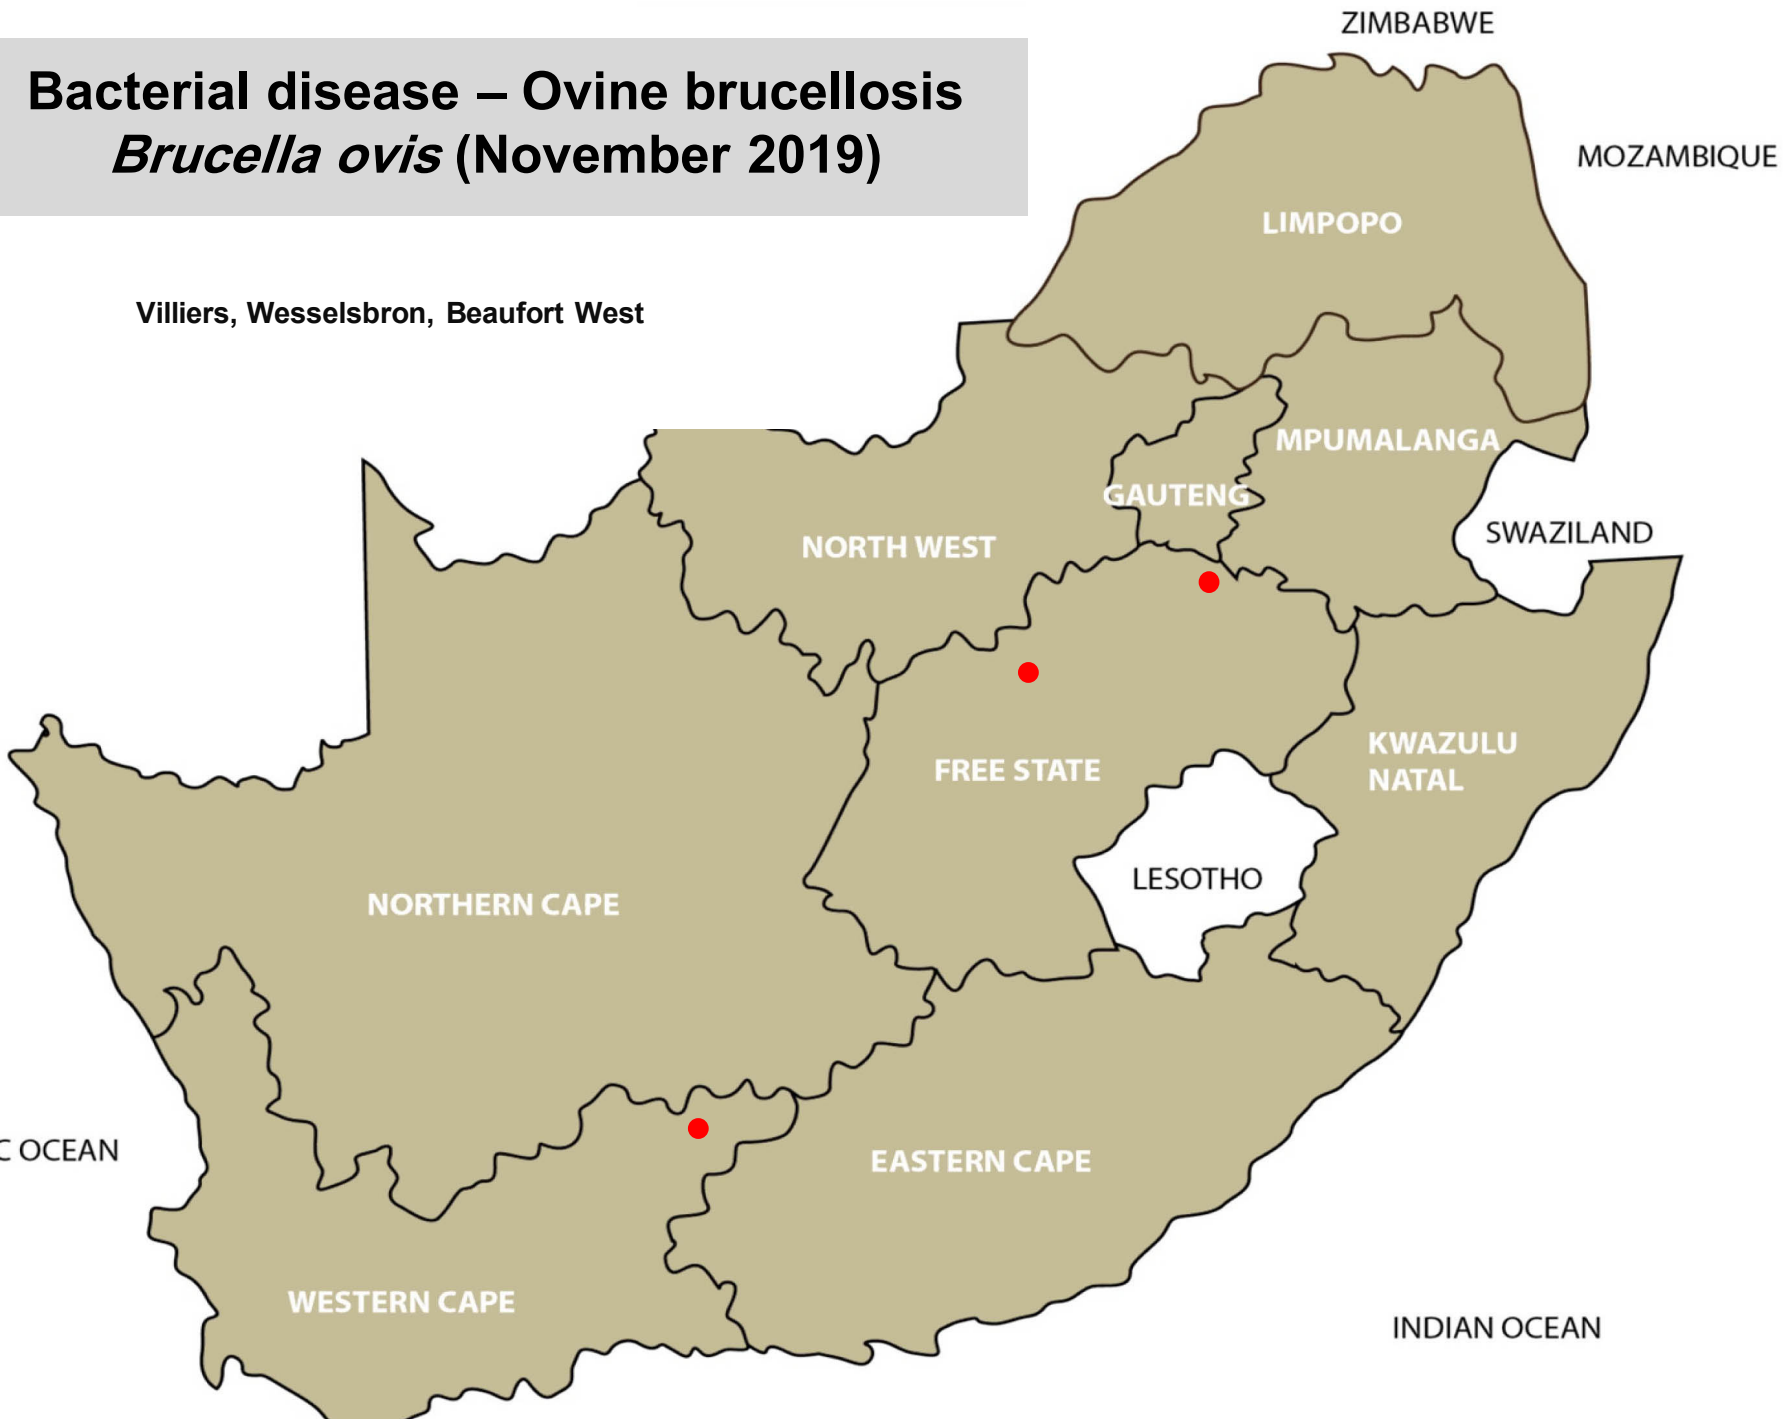 ZIMBABWE
Bacterial disease – Ovine brucellosis
Brucella ovis (November 2019)
MOZAMBIQUE
LIMPOPO
Villiers, Wesselsbron, Beaufort West
MPUMALANGA
GAUTENG
SWAZILAND
NORTH WEST
KWAZULU
NATAL
FREE STATE
LESOTHO
NORTHERN CAPE
C OCEAN
EASTERN CAPE
WESTERN CAPE
INDIAN OCEAN